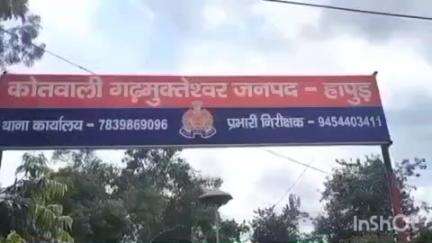 कोतवाली गढ़मुक्तेश्वर जनपद - हापुड़
थाना कार्यालय - 7839869096 प्रभारी निरीक्षक - 9454403411
InShot